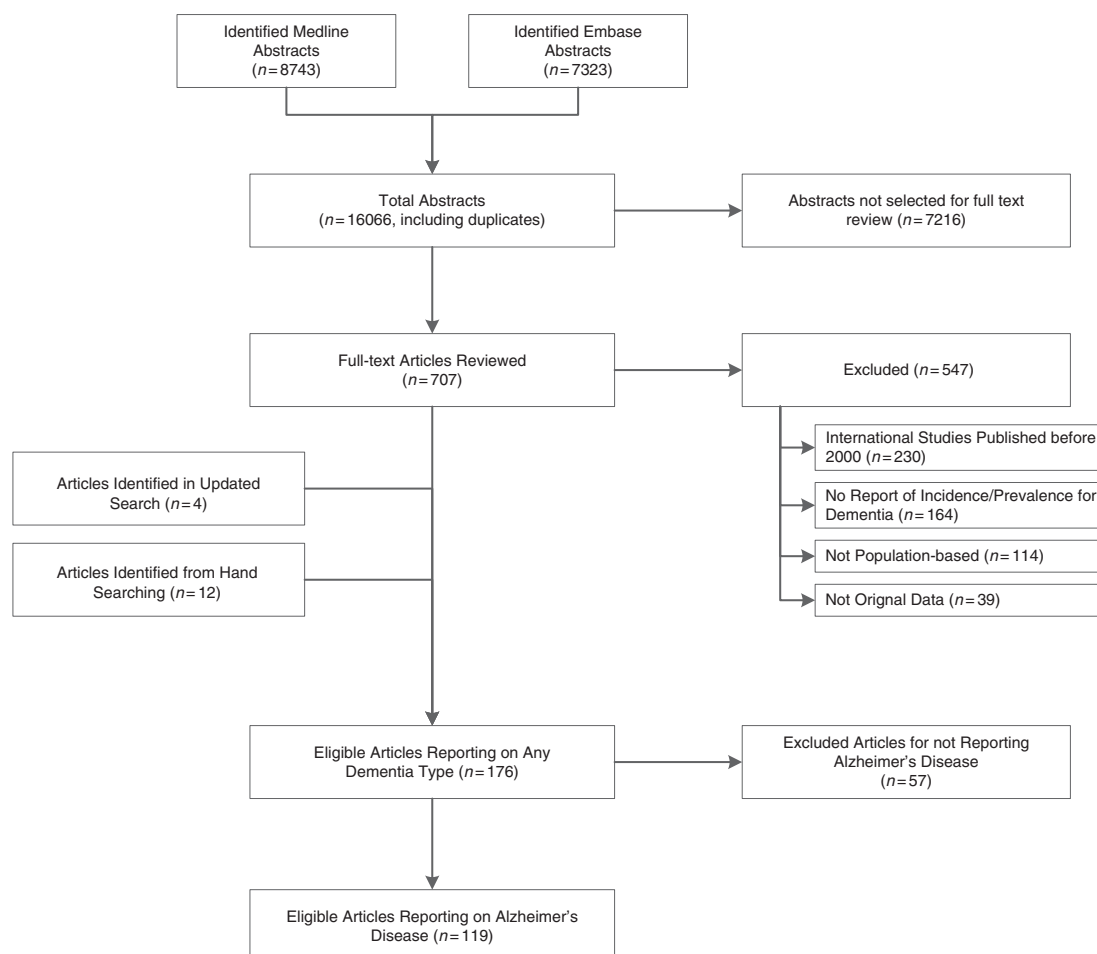 Identified Medline
Abstracts
(n=8743)
Identified Embase
Abstracts
(n=7323)
Total Abstracts
(n=16066, including duplicates)
Abstracts not selected for full text
review (n=7216)
Full-text Articles Reviewed
(n=707)
Excluded (n=547)
International Studies Published before
2000 (n=230)
No Report of Incidence/Prevalence for
Dementia (n=164)
Not Population-based (n=114)
Not Orignal Data (n=39)
Articles Identified in Updated
Search (n=4)
Articles Identified from Hand
Searching (n=12)
Eligible Articles Reporting on Any
Dementia Type (n=176)
Excluded Articles for not Reporting
Alzheimer's Disease
(n=57)
Eligible Articles Reporting on Alzheimer's
Disease (n=119)